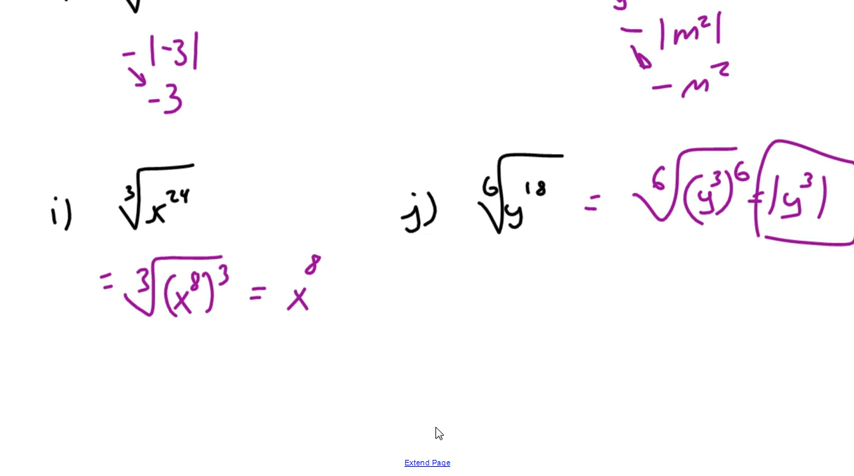 - |-3|
-3
- |m²|
- m²
i) ∛x²⁴
= ∛(x⁸)³ = x⁸
j) ⁶√y¹⁸ = ⁶√(y³)⁶ = |y³|
Extend Page